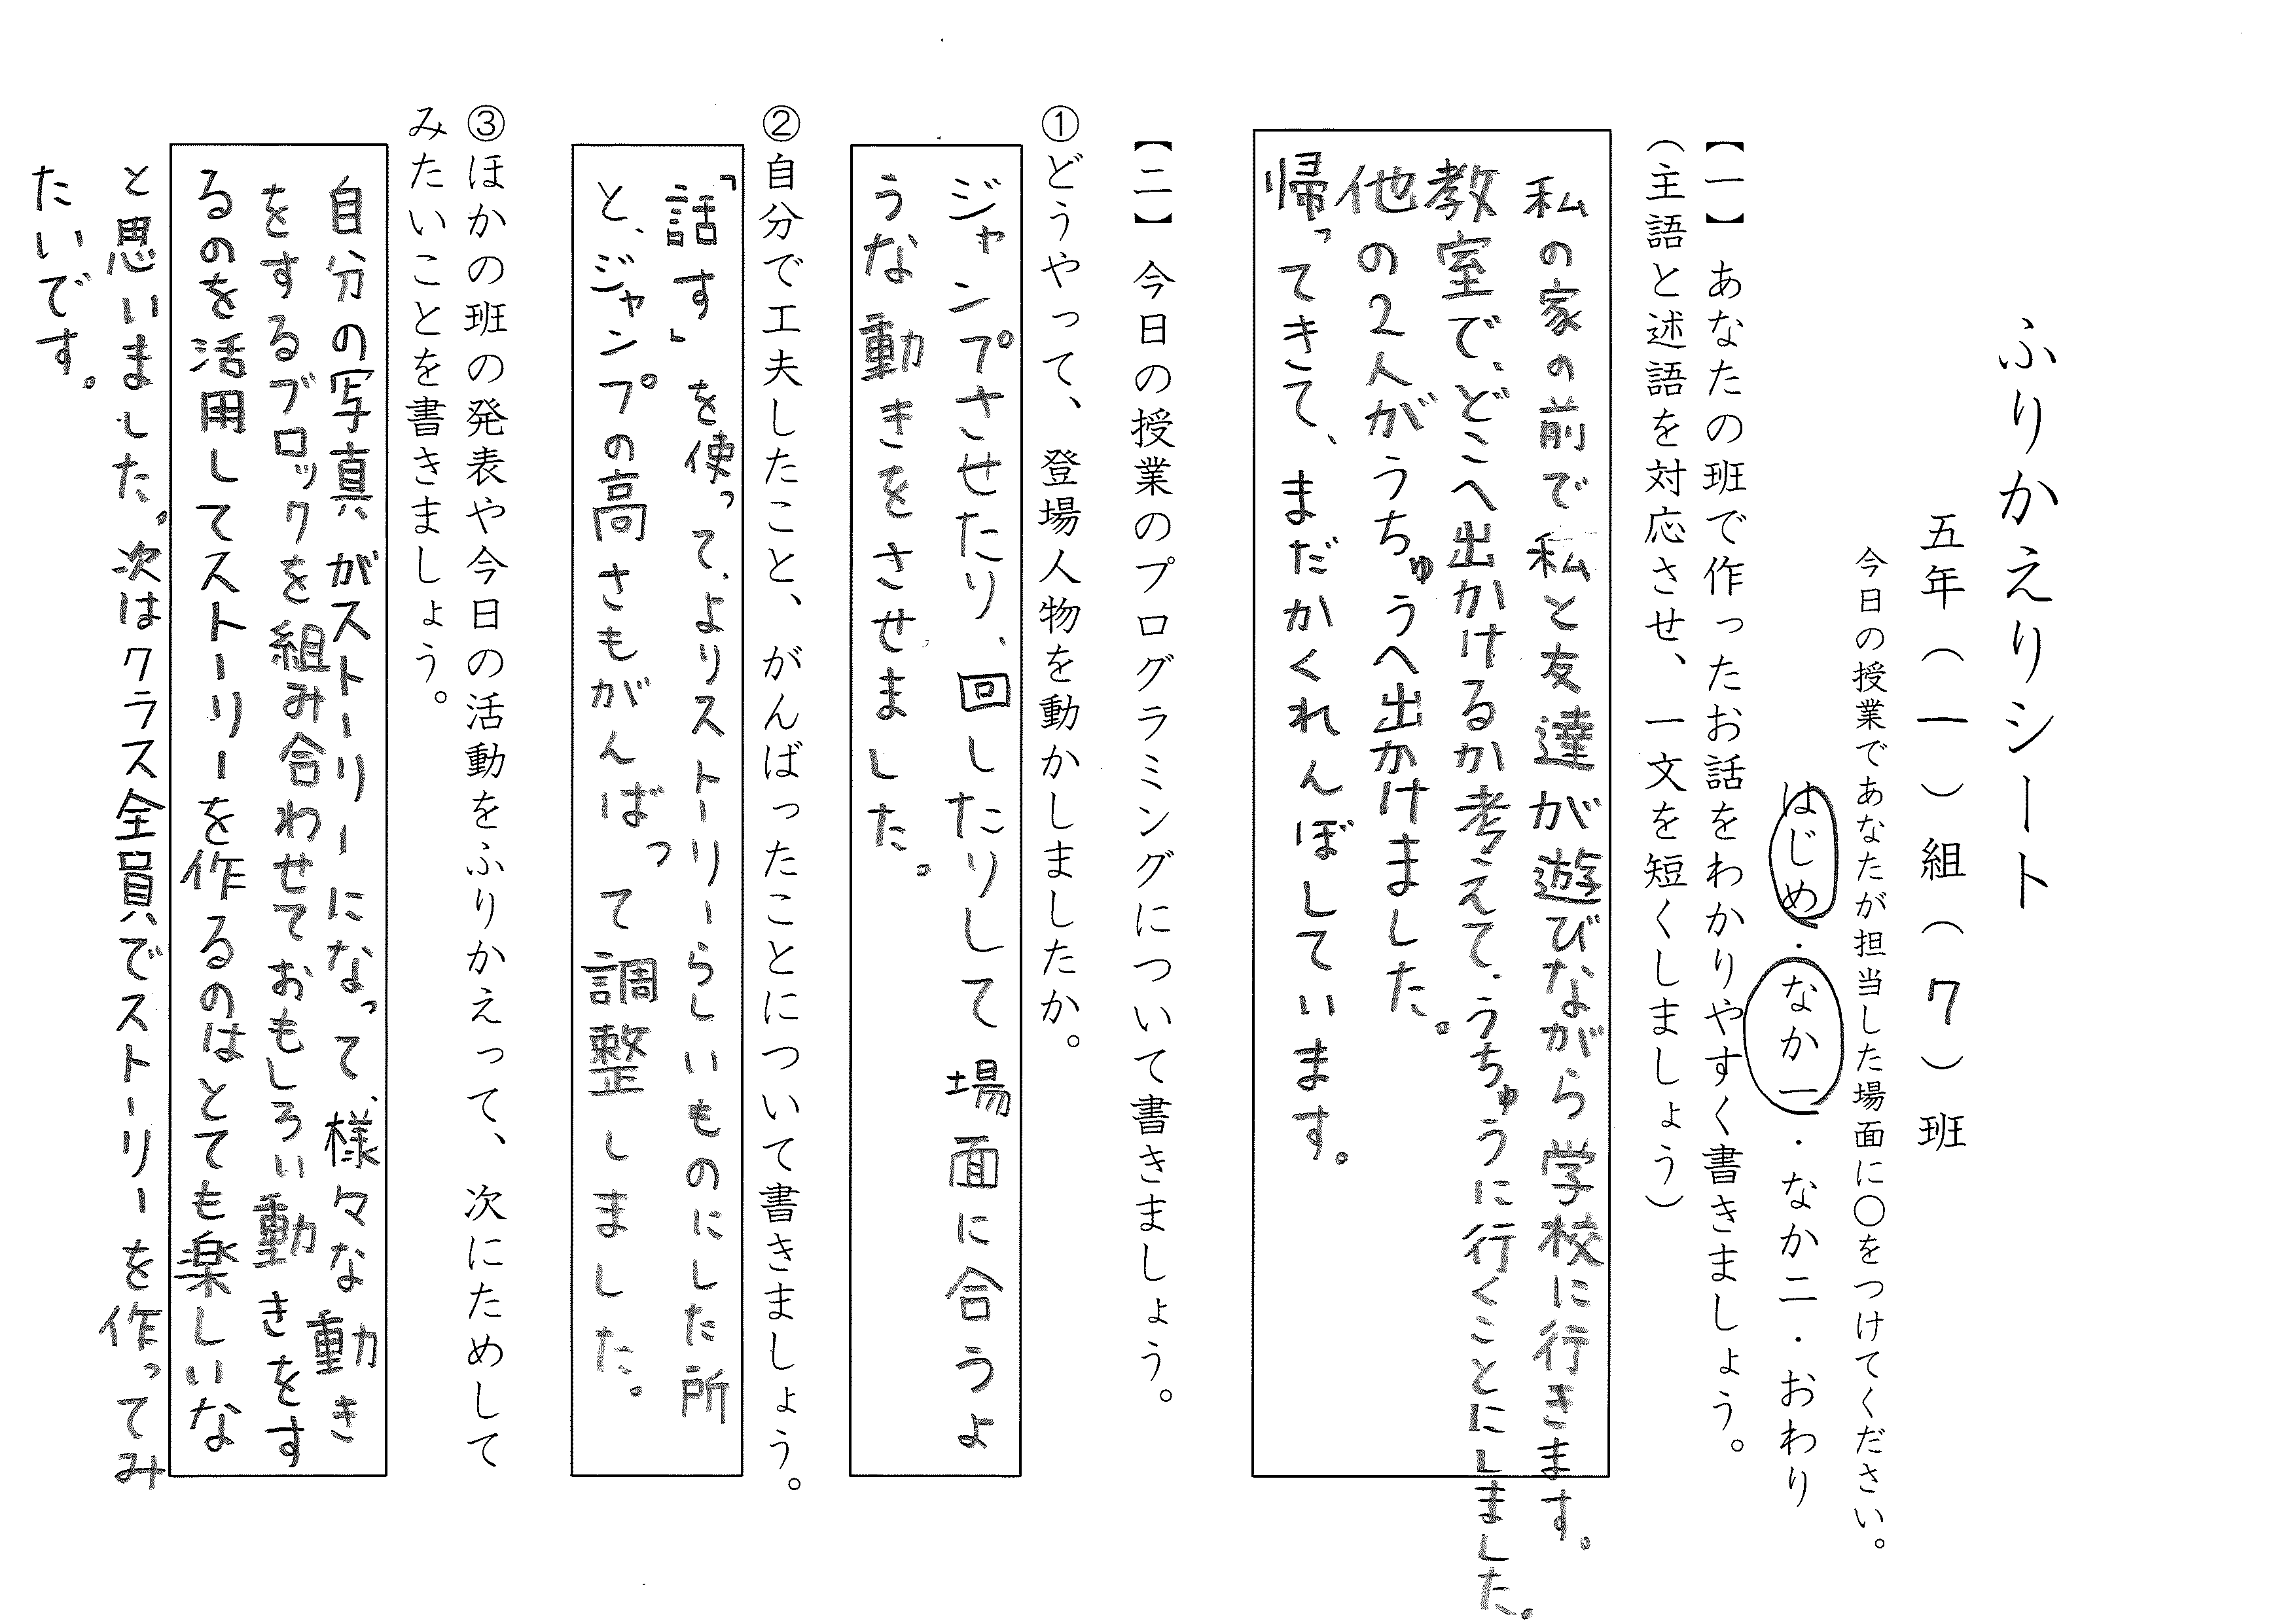 ふりかえりシート
五年（一）組（７）班
今日の授業であなたが担当した場面に〇をつけてください。
はじめ・なか一・なか二・おわり
【一】あなたの班で作ったお話をわかりやすく書きましょう。
（主語と述語を対応させ、一文を短くしましょう）
私の家の前で私と友達が遊びながら学校に行きます。
教室で、どこへ出かけるか考えて、うちゅうに行くことにしました。
他の2人がうちゅうへ出かけました。
帰ってきて、まだかくれんぼしています。
【二】今日の授業のプログラミングについて書きましょう。
①どうやって、登場人物を動かしましたか。
ジャンプさせたり、回したりして場面に合うよ
うな動きをさせました。
②自分で工夫したこと、がんばったことについて書きましょう。
「話す」を使って、よりストーリーらしいものにした所
と、ジャンプの高さもがんばって調整しました。
③ほかの班の発表や今日の活動をふりかえって、次にためして
みたいことを書きましょう。
自分の写真がストーリーになって、様々な動き
をするブロックを組み合わせておもしろい動きをす
るのを活用してストーリーを作るのはとても楽しいな
と思いました。次はクラス全員でストーリーを作ってみ
たいです。